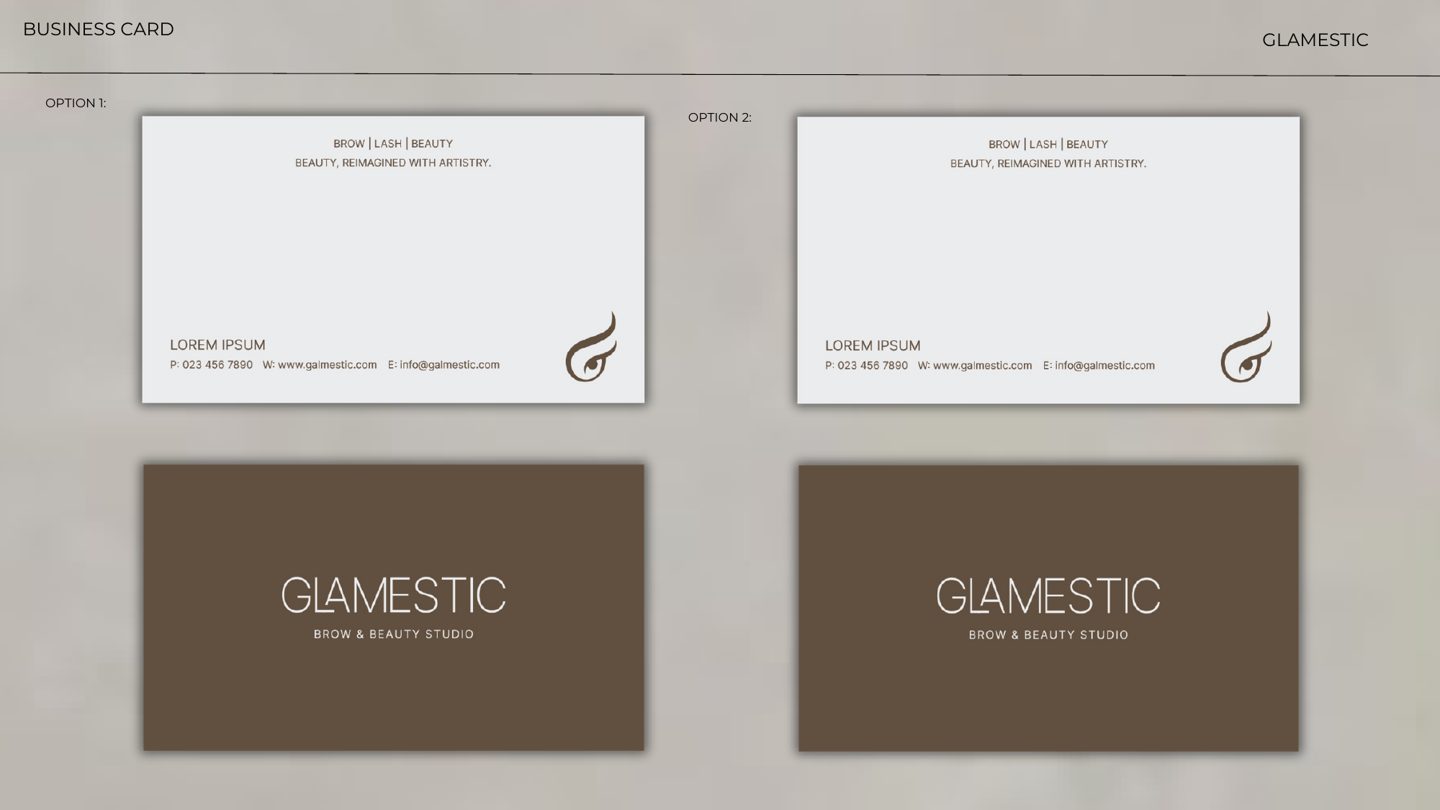 BUSINESS CARD
GLAMESTIC
OPTION 1:
BROW | LASH | BEAUTY
BEAUTY, REIMAGINED WITH ARTISTRY.
LOREM IPSUM
P: 023 456 7890 W: www.galmestic.com E: info@galmestic.com
GLAMESTIC
BROW & BEAUTY STUDIO
OPTION 2:
BROW | LASH | BEAUTY
BEAUTY, REIMAGINED WITH ARTISTRY.
LOREM IPSUM
P: 023 456 7890 W: www.galmestic.com E: info@galmestic.com
GLAMESTIC
BROW & BEAUTY STUDIO